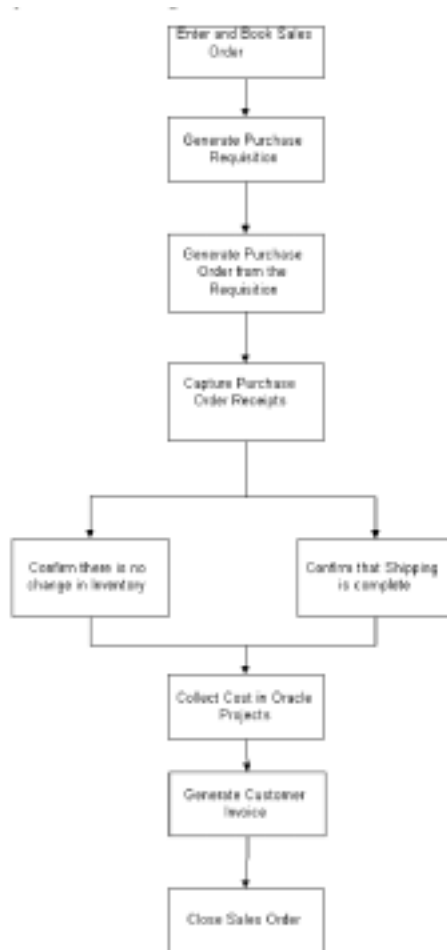 Enter and Book Sales
Order
Generate Purchase
Requisition
Generate Purchase
Order from the
Requisition
Capture Purchase
Order Receipts
Confirm there is no
change in Inventory
Confirm that Shipping
is complete
Collect Cost in Oracle
Projects
Generate Customer
Invoice
Close Sales Order